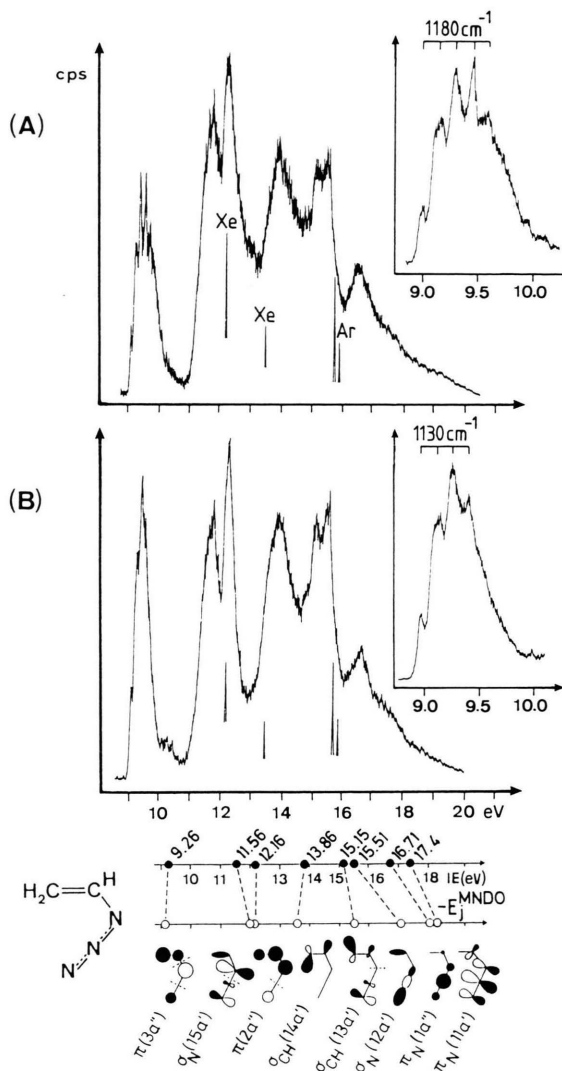 cps
1180 cm⁻¹
(A)
Xe
Xe
Ar
9.0 9.5 10.0
1130 cm⁻¹
(B)
9.0 9.5 10.0
10 12 14 16 18 20 eV
9.26 11.56 12.16 13.86 15.15 15.51 16.71 17.4
10 11 13 14 15 16 18 IE(eV)
-E_j^MNDO
H₂C=C H
N
N N
π(3a") σ_N(15a') π(2a") σ_CH(14a') σ_CH(13a') σ_N(12a') π_N(1a") π_N(11a')